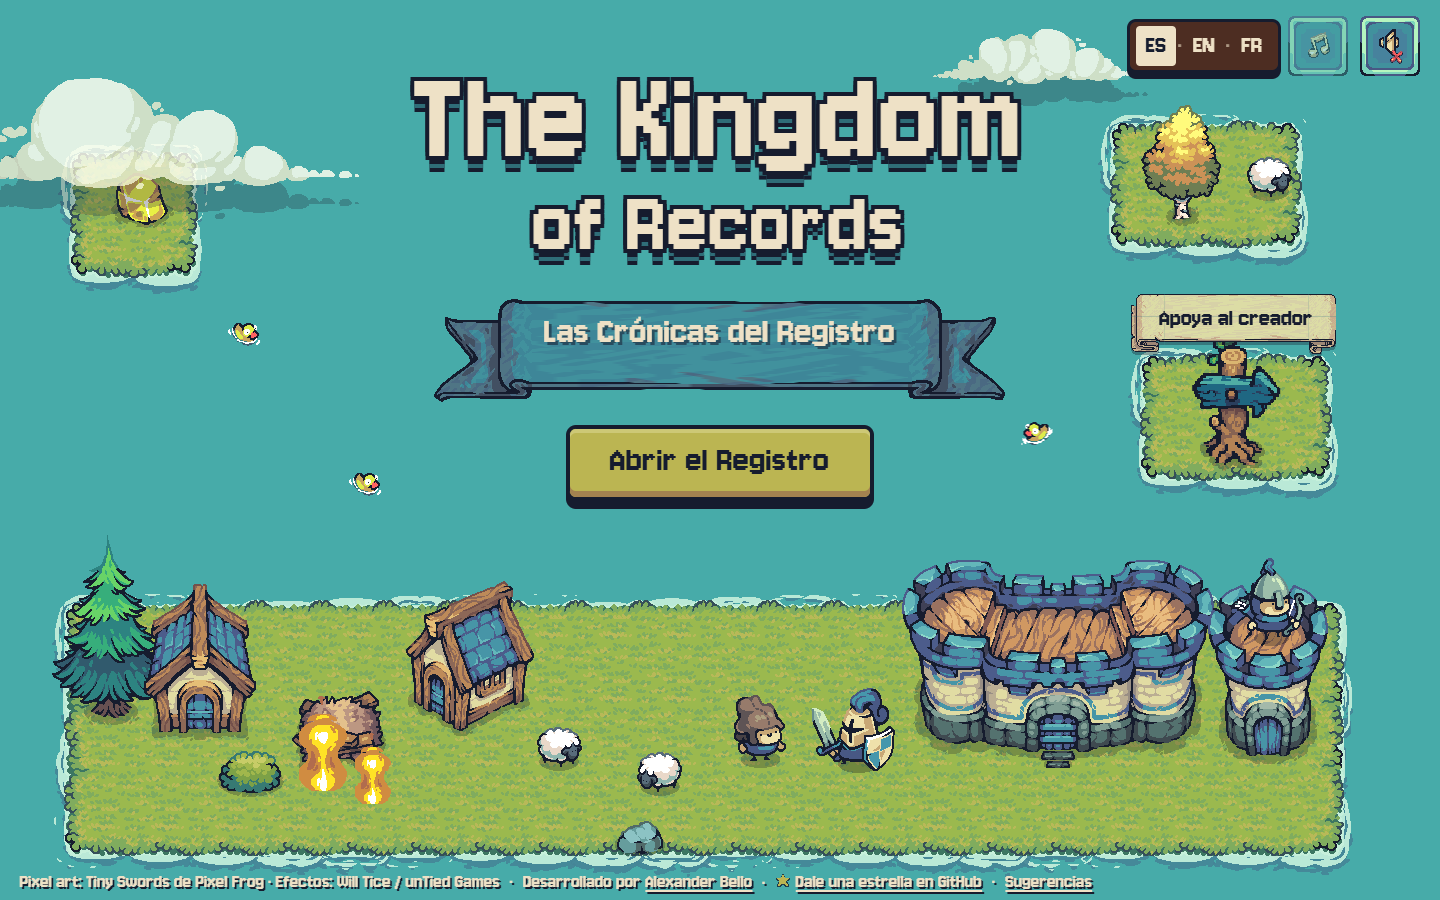 ES · EN · FR
The Kingdom
of Records
Las Crónicas del Registro
Apoya al creador
Abrir el Registro
Pixel art: Tiny Swords de Pixel Frog · Efectos: Will Tice / unTied Games · Desarrollado por Alexander Bello · Dale una estrella en GitHub · Sugerencias